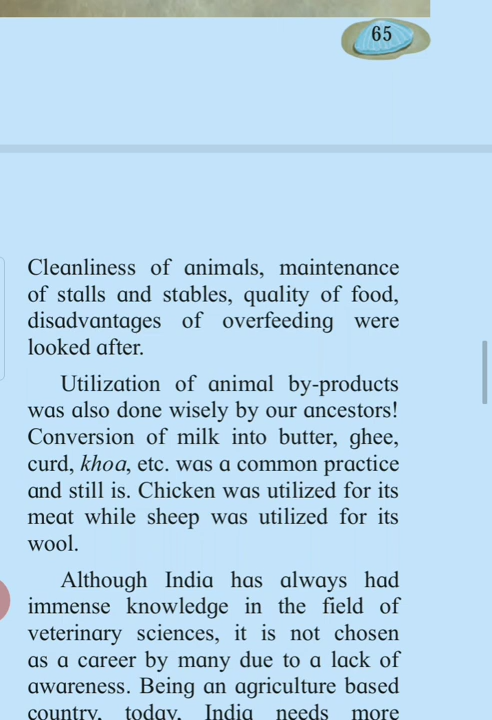 65
Cleanliness of animals, maintenance
of stalls and stables, quality of food,
disadvantages of overfeeding were
looked after.
Utilization of animal by-products
was also done wisely by our ancestors!
Conversion of milk into butter, ghee,
curd, khoa, etc. was a common practice
and still is. Chicken was utilized for its
meat while sheep was utilized for its
wool.
Although India has always had
immense knowledge in the field of
veterinary sciences, it is not chosen
as a career by many due to a lack of
awareness. Being an agriculture based
country, today, India needs more